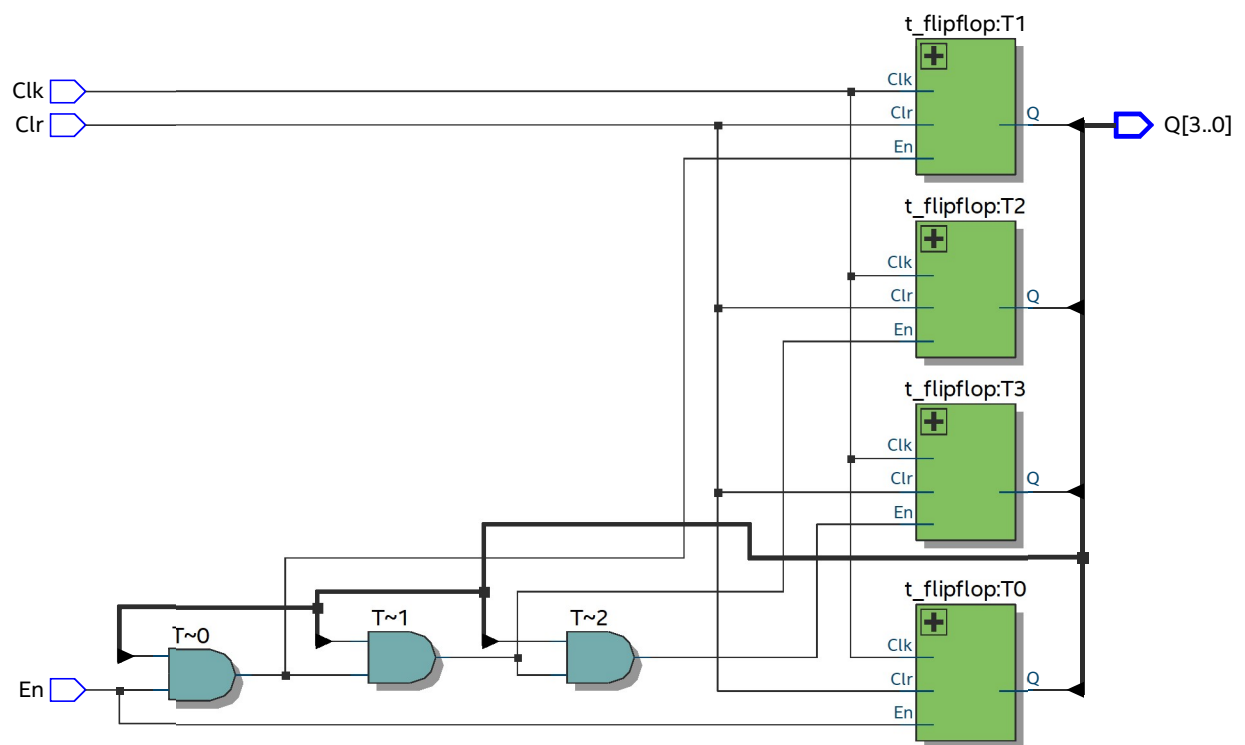 t_flipflop:T1
Clk
Clk
Clr
Clr
Q
Q[3..0]
En
t_flipflop:T2
Clk
Clr
Q
En
t_flipflop:T3
Clk
Clr
Q
En
t_flipflop:T0
T~0
T~1
T~2
Clk
En
Clr
Q
En